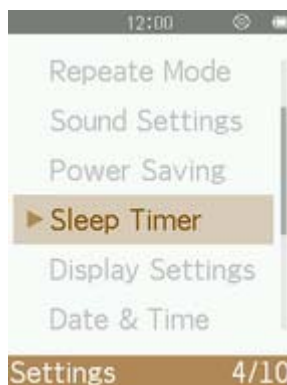 12:00
Repeate Mode
Sound Settings
Power Saving
Sleep Timer
Display Settings
Date & Time
Settings 4/10